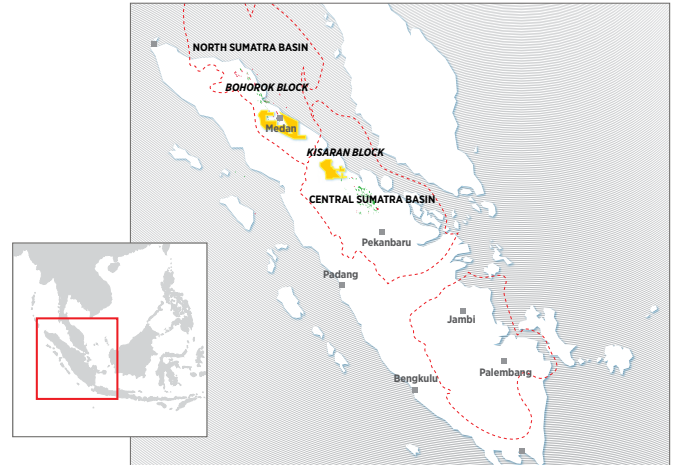 NORTH SUMATRA BASIN
BOHOROK BLOCK
Medan
KISARAN BLOCK
CENTRAL SUMATRA BASIN
Pekanbaru
Padang
Jambi
Palembang
Bengkulu